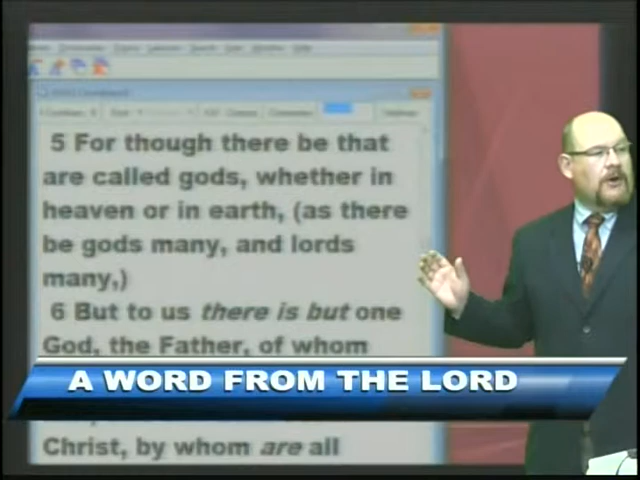 5 For though there be that
are called gods, whether in
heaven or in earth, (as there
be gods many, and lords
many,)
6 But to us there is but one
God, the Father, of whom
A WORD FROM THE LORD
Christ, by whom are all